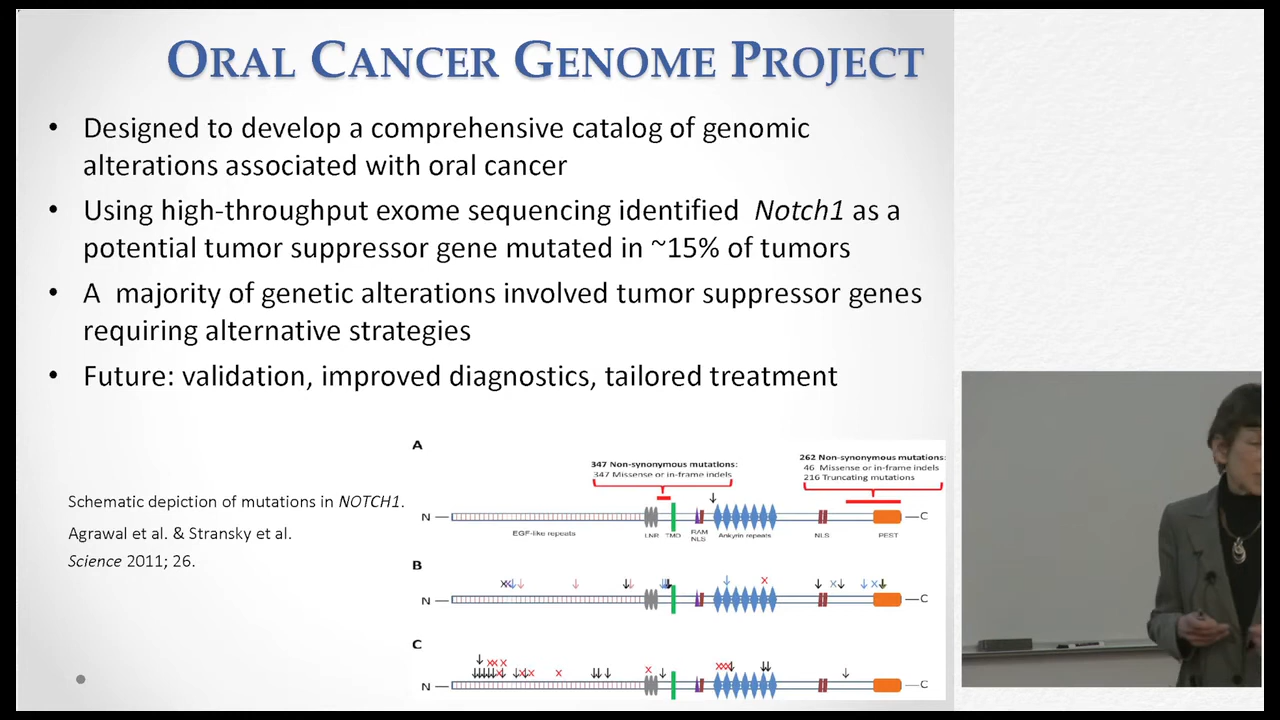 ORAL CANCER GENOME PROJECT
• Designed to develop a comprehensive catalog of genomic
alterations associated with oral cancer
• Using high-throughput exome sequencing identified Notch1 as a
potential tumor suppressor gene mutated in ~15% of tumors
• A majority of genetic alterations involved tumor suppressor genes
requiring alternative strategies
• Future: validation, improved diagnostics, tailored treatment
Schematic depiction of mutations in NOTCH1.
Agrawal et al. & Stransky et al.
Science 2011; 26.
A
347 Non-synonymous mutations:
347 Missense or in-frame indels
262 Non-synonymous mutations:
46 Missense or in-frame indels
216 Truncating mutations
N
C
EGF-like repeats
LNR
TMD
RAM
NLS
Ankyrin repeats
NLS
PEST
B
N
C
C
N
C